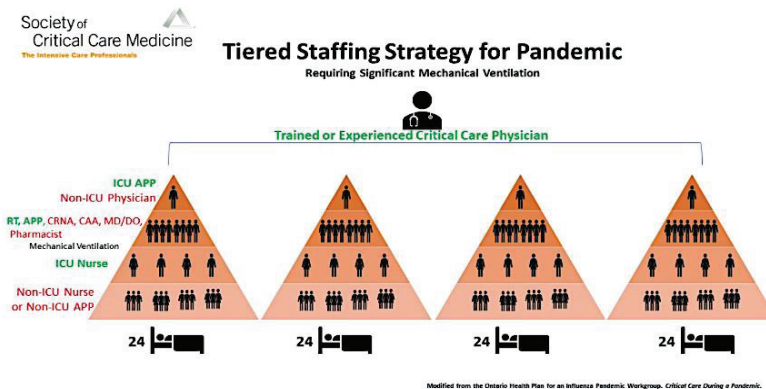 Society of
Critical Care Medicine
The Intensive Care Professionals
Tiered Staffing Strategy for Pandemic
Requiring Significant Mechanical Ventilation
Trained or Experienced Critical Care Physician
ICU APP
Non-ICU Physician
RT, APP, CRNA, CAA, MD/DO,
Pharmacist
Mechanical Ventilation
ICU Nurse
Non-ICU Nurse
or Non-ICU APP
24 24 24 24
Modified from the Ontario Health Plan for an Influenza Pandemic Workgroup. Critical Care During a Pandemic.